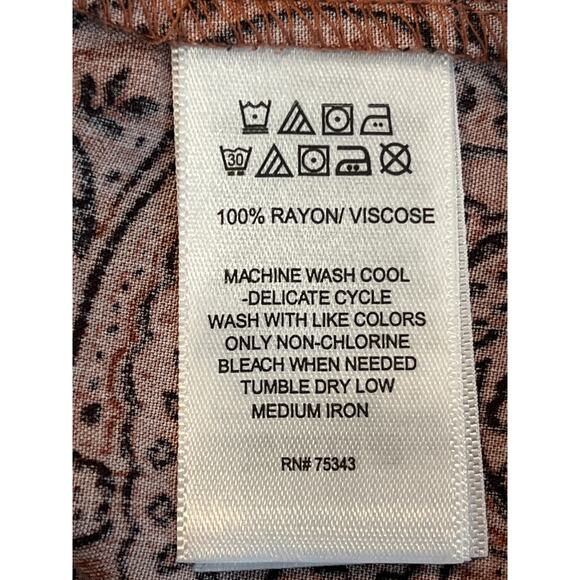 30
100% RAYON/ VISCOSE
MACHINE WASH COOL
-DELICATE CYCLE
WASH WITH LIKE COLORS
ONLY NON-CHLORINE
BLEACH WHEN NEEDED
TUMBLE DRY LOW
MEDIUM IRON
RN# 75343